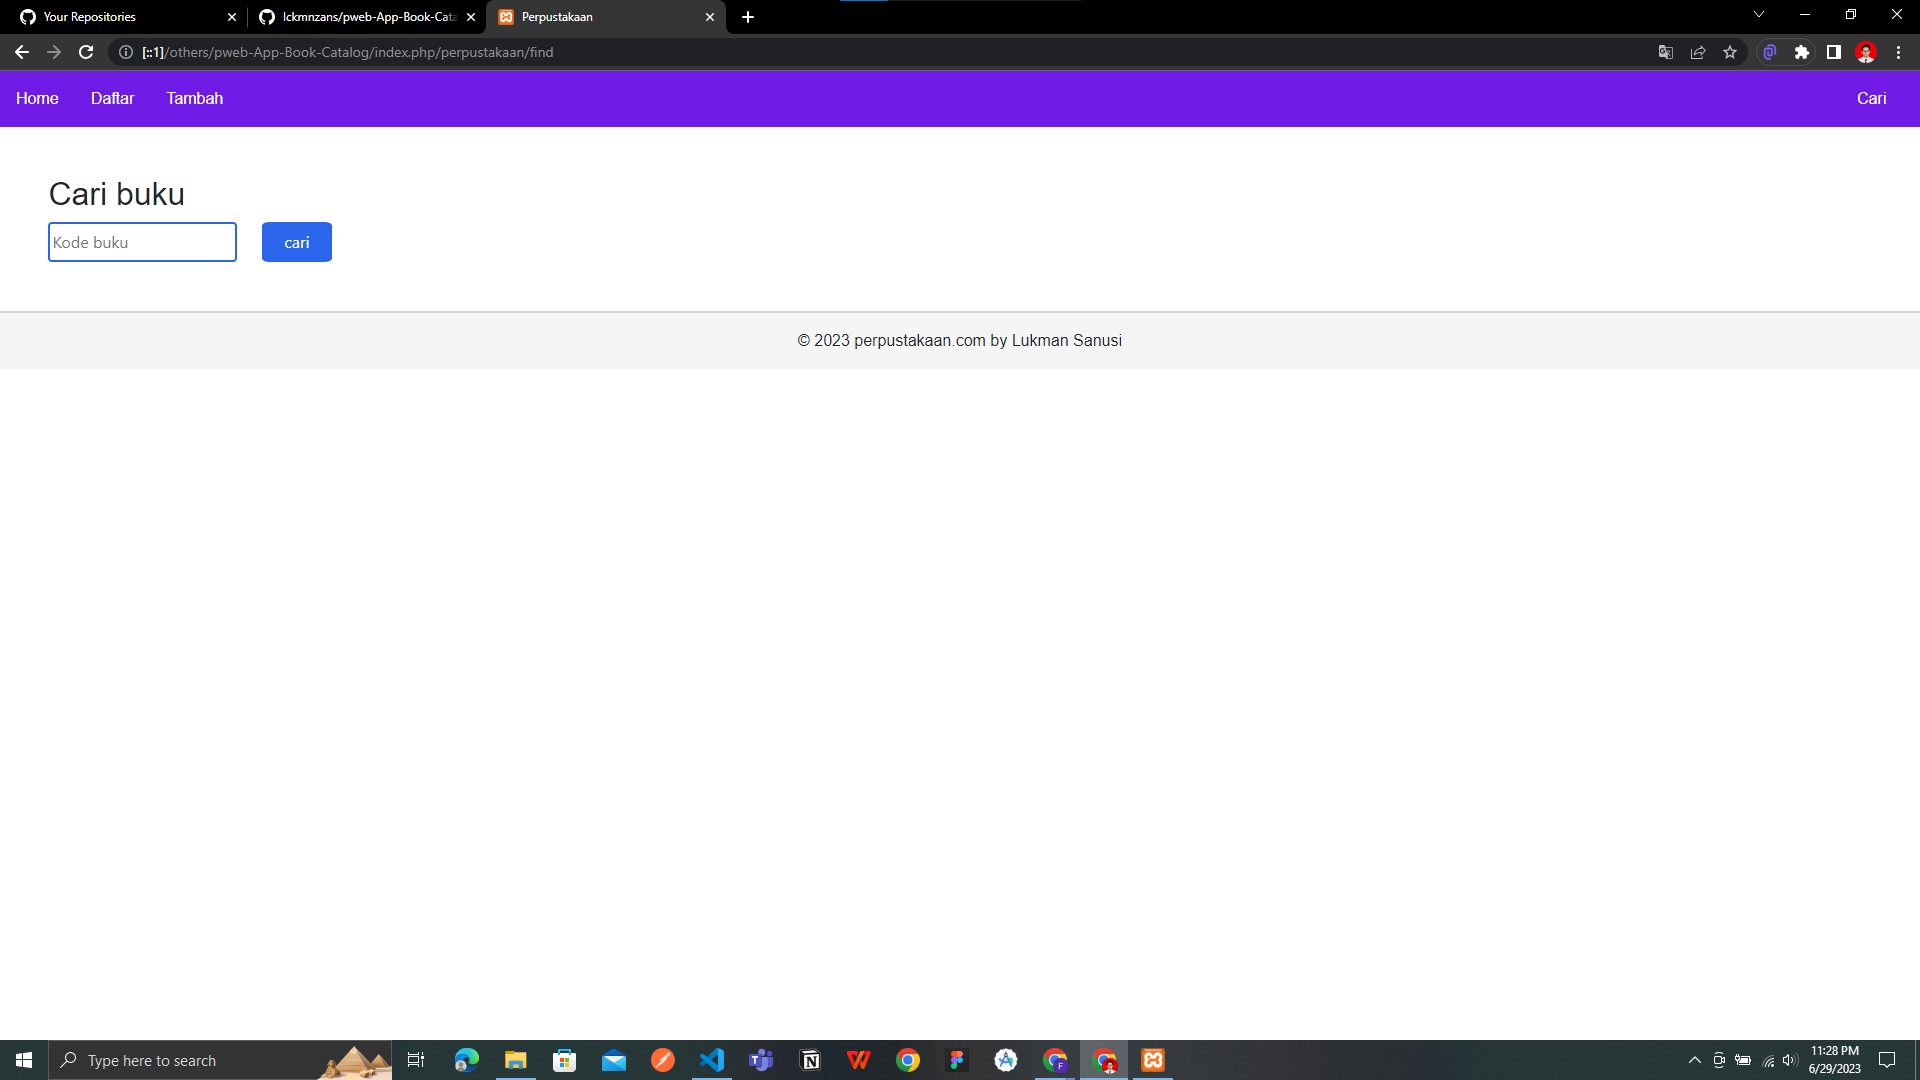 Your Repositories
lckmnzans/pweb-App-Book-Cata
Perpustakaan
[::1]/others/pweb-App-Book-Catalog/index.php/perpustakaan/find
Home Daftar Tambah Cari
Cari buku
Kode buku cari
© 2023 perpustakaan.com by Lukman Sanusi
Type here to search
11:28 PM
6/29/2023